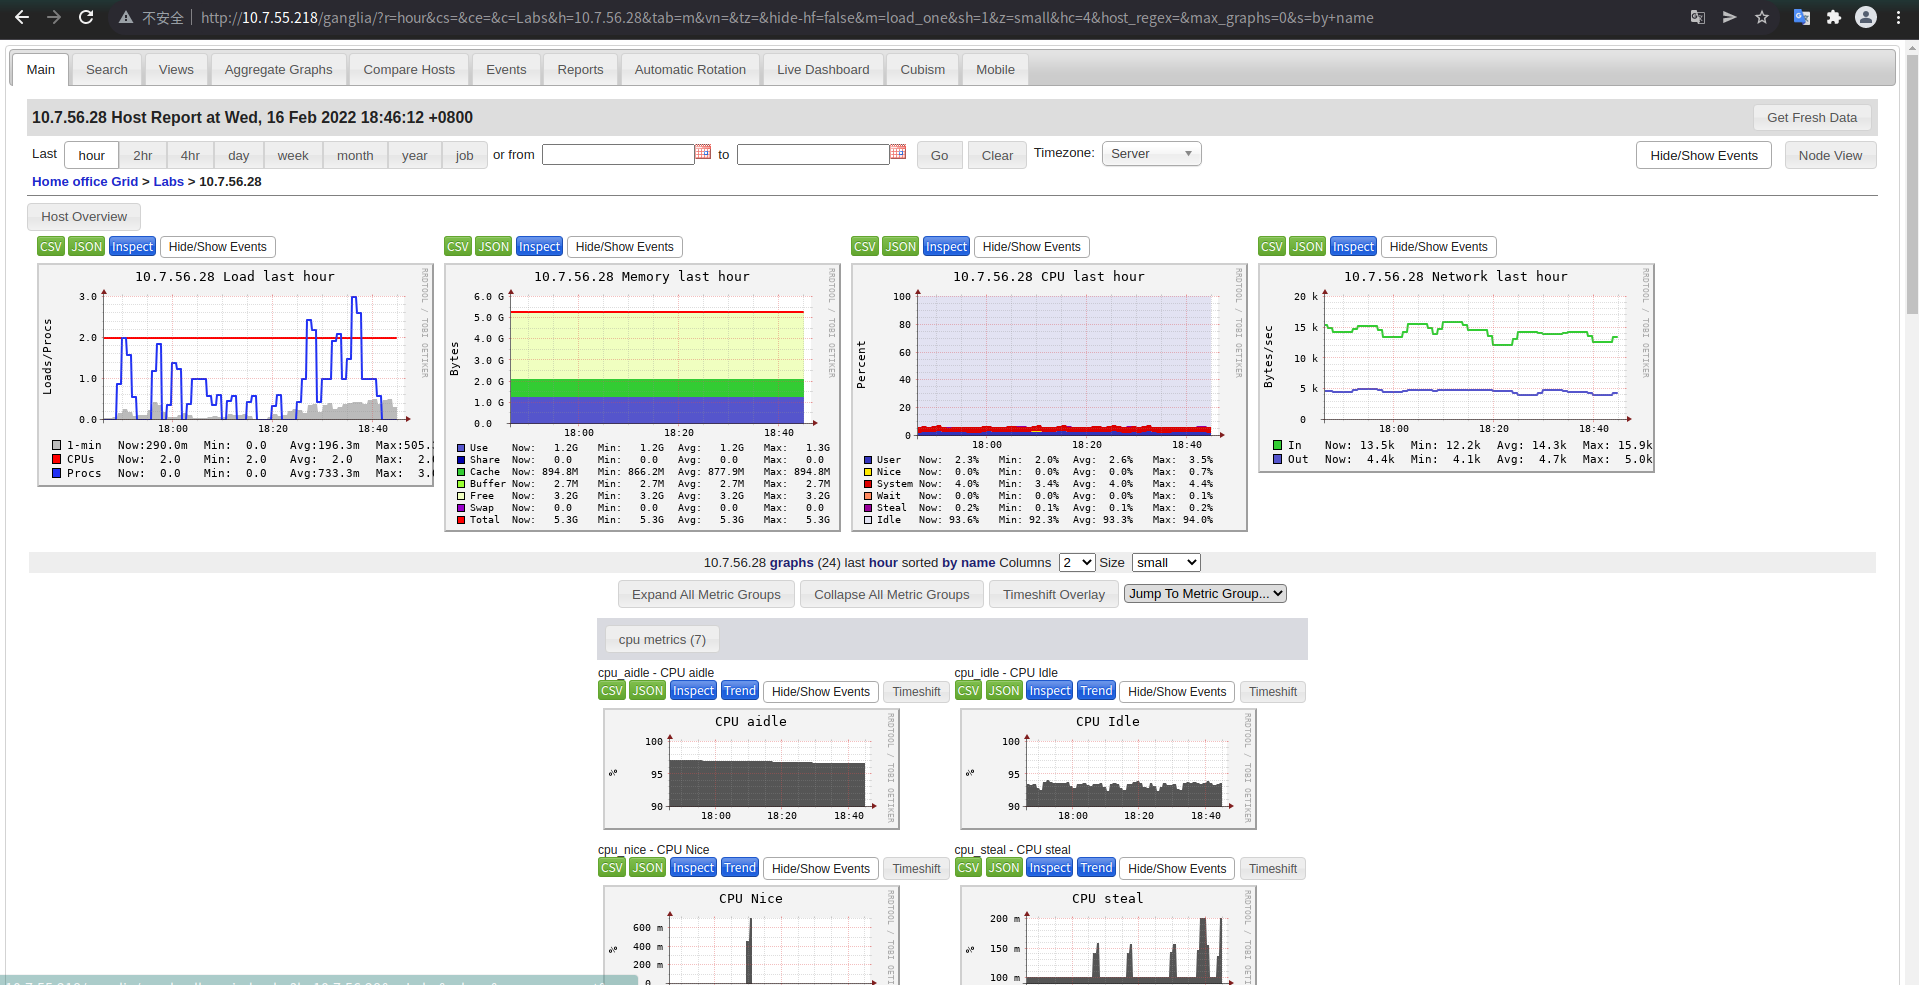 不安全 http://10.7.55.218/ganglia/?r=hour&cs=&ce=&c=Labs&h=10.7.56.28&tab=m&vn=&tz=&hide-hf=false&m=load_one&sh=1&z=small&hc=4&host_regex=&max_graphs=0&s=by+name
Main Search Views Aggregate Graphs Compare Hosts Events Reports Automatic Rotation Live Dashboard Cubism Mobile
10.7.56.28 Host Report at Wed, 16 Feb 2022 18:46:12 +0800 Get Fresh Data
Last hour 2hr 4hr day week month year job or from to Go Clear Timezone: Server Hide/Show Events Node View
Home office Grid > Labs > 10.7.56.28
Host Overview
CSV JSON Inspect Hide/Show Events CSV JSON Inspect Hide/Show Events CSV JSON Inspect Hide/Show Events CSV JSON Inspect Hide/Show Events
10.7.56.28 Load last hour
RRDTOOL / TOBI OETIKER
Loads/Procs
3.0
2.0
1.0
0.0
18:00 18:20 18:40
1-min Now:290.0m Min: 0.0 Avg:196.3m Max:505.
CPUs Now: 2.0 Min: 2.0 Avg: 2.0 Max: 2.
Procs Now: 0.0 Min: 0.0 Avg:733.3m Max: 3.
10.7.56.28 Memory last hour
RRDTOOL / TOBI OETIKER
Bytes
6.0 G
5.0 G
4.0 G
3.0 G
2.0 G
1.0 G
0.0
18:00 18:20 18:40
Use Now: 1.2G Min: 1.2G Avg: 1.2G Max: 1.3G
Share Now: 0.0 Min: 0.0 Avg: 0.0 Max: 0.0
Cache Now: 894.8M Min: 866.2M Avg: 877.9M Max: 894.8M
Buffer Now: 2.7M Min: 2.7M Avg: 2.7M Max: 2.7M
Free Now: 3.2G Min: 3.2G Avg: 3.2G Max: 3.2G
Swap Now: 0.0 Min: 0.0 Avg: 0.0 Max: 0.0
Total Now: 5.3G Min: 5.3G Avg: 5.3G Max: 5.3G
10.7.56.28 CPU last hour
RRDTOOL / TOBI OETIKER
Percent
100
80
60
40
20
0
18:00 18:20 18:40
User Now: 2.3% Min: 2.0% Avg: 2.6% Max: 3.5%
Nice Now: 0.0% Min: 0.0% Avg: 0.0% Max: 0.7%
System Now: 4.0% Min: 3.4% Avg: 4.0% Max: 4.4%
Wait Now: 0.0% Min: 0.0% Avg: 0.0% Max: 0.1%
Steal Now: 0.2% Min: 0.1% Avg: 0.1% Max: 0.2%
Idle Now: 93.6% Min: 92.3% Avg: 93.3% Max: 94.0%
10.7.56.28 Network last hour
RRDTOOL / TOBI OETIKER
Bytes/sec
20 k
15 k
10 k
5 k
0
18:00 18:20 18:40
In Now: 13.5k Min: 12.2k Avg: 14.3k Max: 15.9k
Out Now: 4.4k Min: 4.1k Avg: 4.7k Max: 5.0k
10.7.56.28 graphs (24) last hour sorted by name Columns 2 Size small
Expand All Metric Groups Collapse All Metric Groups Timeshift Overlay Jump To Metric Group...
cpu metrics (7)
cpu_aidle - CPU aidle
CSV JSON Inspect Trend Hide/Show Events Timeshift
CPU aidle
RRDTOOL / TOBI OETIKER
%
100
95
90
18:00 18:20 18:40
cpu_idle - CPU Idle
CSV JSON Inspect Trend Hide/Show Events Timeshift
CPU Idle
RRDTOOL / TOBI OETIKER
%
100
95
90
18:00 18:20 18:40
cpu_nice - CPU Nice
CSV JSON Inspect Trend Hide/Show Events Timeshift
CPU Nice
RRDTOOL / TOBI OETIKER
%
600 m
400 m
200 m
0
cpu_steal - CPU steal
CSV JSON Inspect Trend Hide/Show Events Timeshift
CPU steal
RRDTOOL / TOBI OETIKER
%
200 m
150 m
100 m